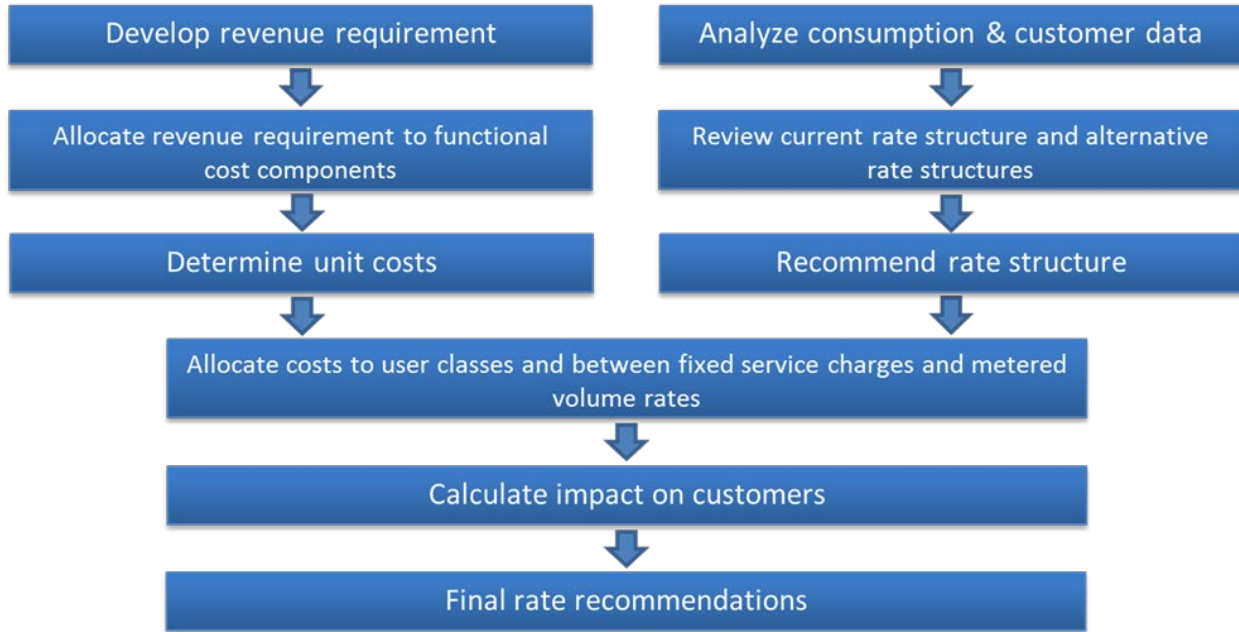 Develop revenue requirement
Analyze consumption & customer data
Allocate revenue requirement to functional
cost components
Review current rate structure and alternative
rate structures
Determine unit costs
Recommend rate structure
Allocate costs to user classes and between fixed service charges and metered
volume rates
Calculate impact on customers
Final rate recommendations